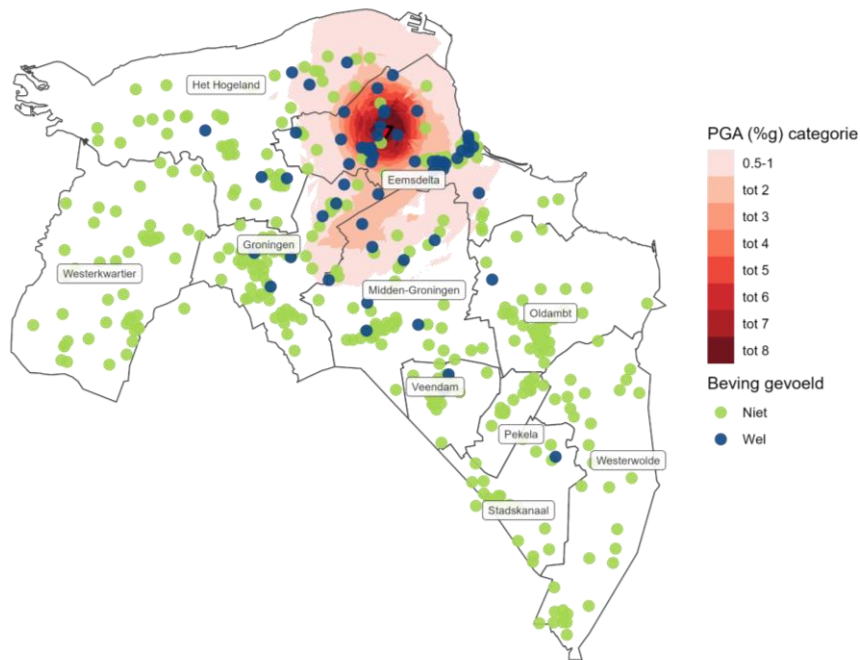 Het Hogeland
Eemsdelta
Groningen
Westerkwartier
Midden-Groningen
Oldambt
Veendam
Pekela
Westerwolde
Stadskanaal
PGA (%g) categorie
0.5-1
tot 2
tot 3
tot 4
tot 5
tot 6
tot 7
tot 8
Beving gevoeld
Niet
Wel